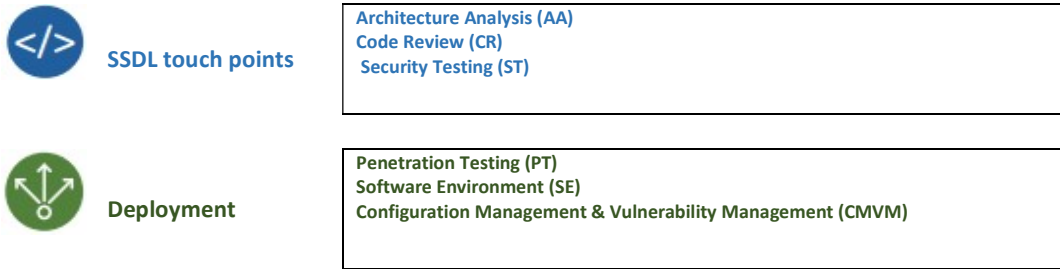 </>
SSDL touch points
Architecture Analysis (AA)
Code Review (CR)
Security Testing (ST)
Deployment
Penetration Testing (PT)
Software Environment (SE)
Configuration Management & Vulnerability Management (CMVM)